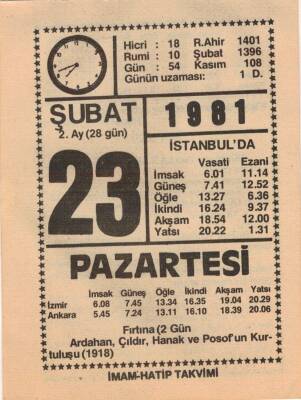 Hicri : 18 R.Ahir 1401
Rumi : 10 Şubat 1396
Gün : 54 Kasım 108
Günün uzaması: 1 D.
ŞUBAT
2. Ay (28 gün)
1981
23
İSTANBUL'DA
Vasati Ezani
İmsak 6.01 11.14
Güneş 7.41 12.52
Öğle 13.27 6.36
İkindi 16.24 9.37
Akşam 18.54 12.00
Yatsı 20.22 1.31
PAZARTESİ
İmsak Güneş Öğle İkindi Akşam Yatsı
İzmir 6.08 7.45 13.34 16.35 19.04 20.29
Ankara 5.45 7.24 13.11 16.10 18.39 20.06
Fırtına (2 Gün
Ardahan, Çıldır, Hanak ve Posof'un Kur-
tuluşu (1918)
İMAM-HATİP TAKVİMİ